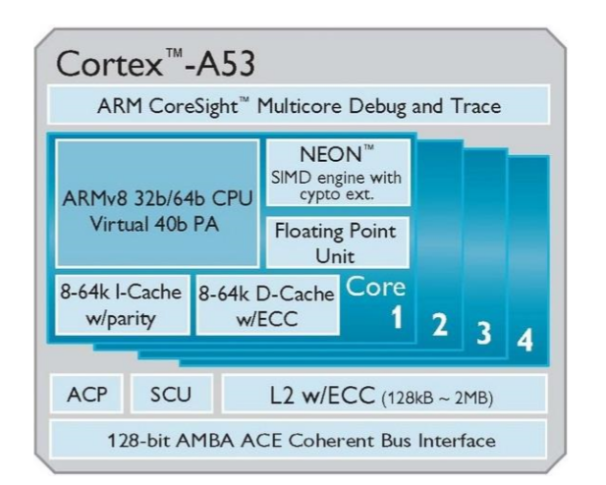 Cortex™-A53
ARM CoreSight™ Multicore Debug and Trace
ARMv8 32b/64b CPU
Virtual 40b PA
NEON™
SIMD engine with
cypto ext.
Floating Point
Unit
8-64k I-Cache
w/parity
8-64k D-Cache
w/ECC
Core
1
2
3
4
ACP
SCU
L2 w/ECC (128kB ~ 2MB)
128-bit AMBA ACE Coherent Bus Interface